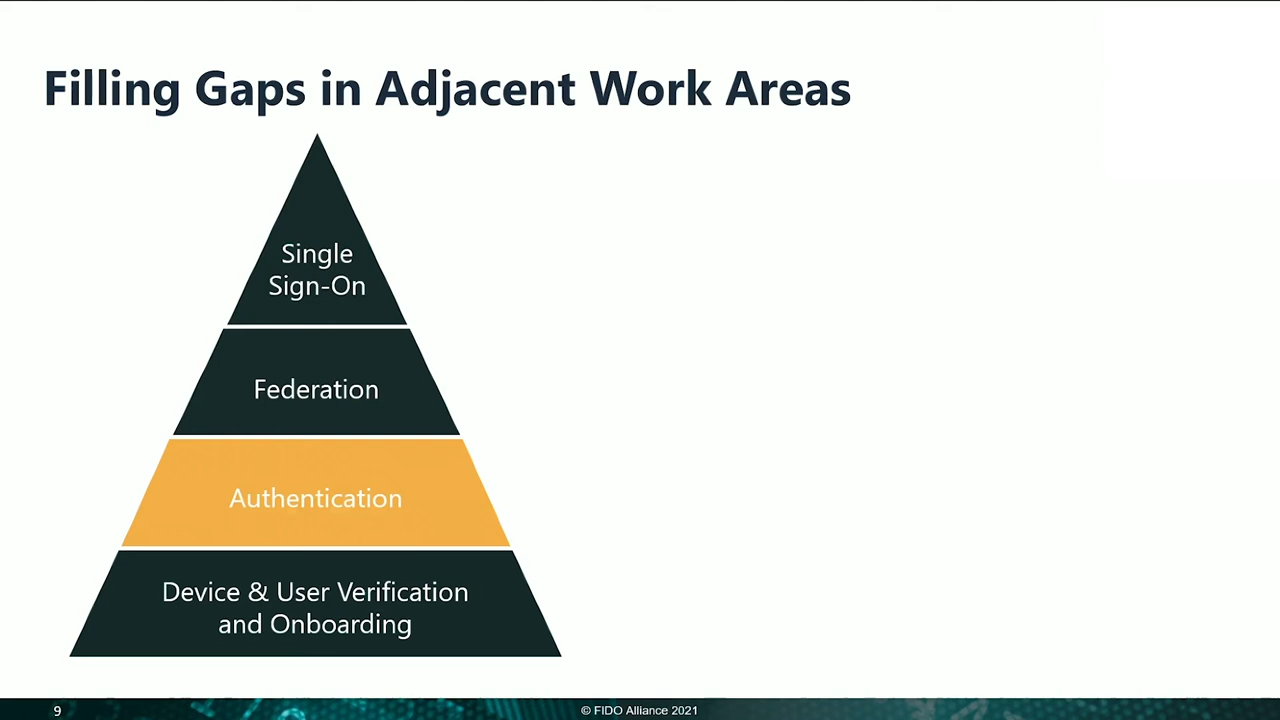 Filling Gaps in Adjacent Work Areas
Single
Sign-On
Federation
Authentication
Device & User Verification
and Onboarding
9
© FIDO Alliance 2021